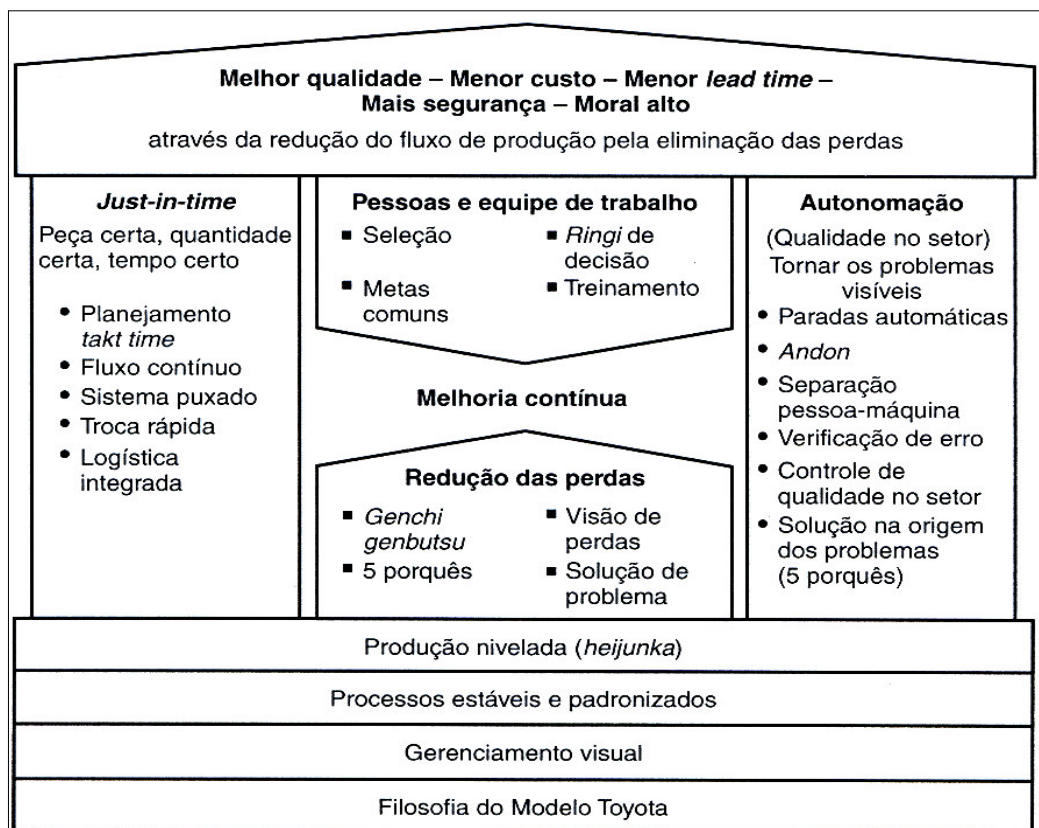 Melhor qualidade – Menor custo – Menor lead time –
Mais segurança – Moral alto
através da redução do fluxo de produção pela eliminação das perdas
Just-in-time
Peça certa, quantidade
certa, tempo certo
• Planejamento
takt time
• Fluxo contínuo
• Sistema puxado
• Troca rápida
• Logística
integrada
Pessoas e equipe de trabalho
▪ Seleção
▪ Metas
comuns
▪ Ringi de
decisão
▪ Treinamento
Melhoria contínua
Redução das perdas
▪ Genchi
genbutsu
▪ 5 porquês
▪ Visão de
perdas
▪ Solução de
problema
Autonomação
(Qualidade no setor)
Tornar os problemas
visíveis
• Paradas automáticas
• Andon
• Separação
pessoa-máquina
• Verificação de erro
• Controle de
qualidade no setor
• Solução na origem
dos problemas
(5 porquês)
Produção nivelada (heijunka)
Processos estáveis e padronizados
Gerenciamento visual
Filosofia do Modelo Toyota